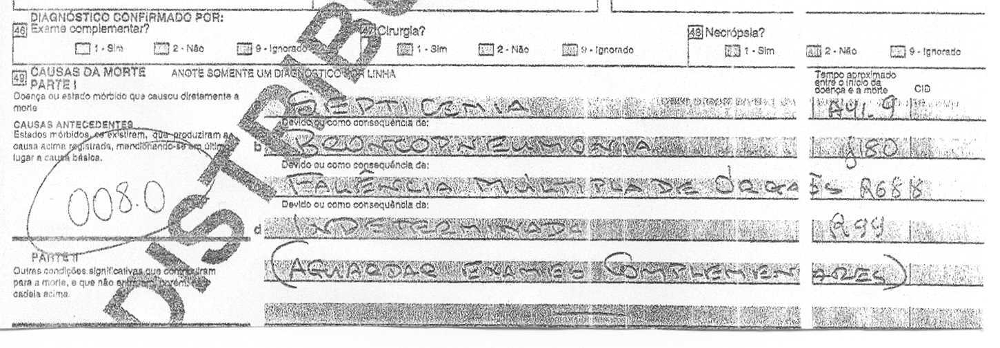 DIAGNÓSTICO CONFIRMADO POR:
46 Exame complementar?
1 - Sim 2 - Não 9 - Ignorado
47 Cirurgia?
1 - Sim 2 - Não 9 - Ignorado
48 Necrópsia?
1 - Sim 2 - Não 9 - Ignorado
49 CAUSAS DA MORTE ANOTE SOMENTE UM DIAGNÓSTICO POR LINHA
PARTE I
Doença ou estado mórbido que causou diretamente a
morte
Tempo aproximado
entre o início da
doença e a morte CID
SEPTICEMIA A41.9
CAUSAS ANTECEDENTES
Estados mórbidos, se existirem, que produziram a
causa acima registrada, mencionando-se em último
lugar a causa básica.
Devido ou como consequência de:
b BRONCOPNEUMONIA J180
Devido ou como consequência de:
FALÊNCIA MÚLTIPLA DE R688
Devido ou como consequência de:
d INDETERMINADA R99
008.0
PARTE II
Outras condições significativas que contribuíram
para a morte, e que não entraram, porém, na
cadeia acima.
(AGUARDAR EXAMES
DISTRIB